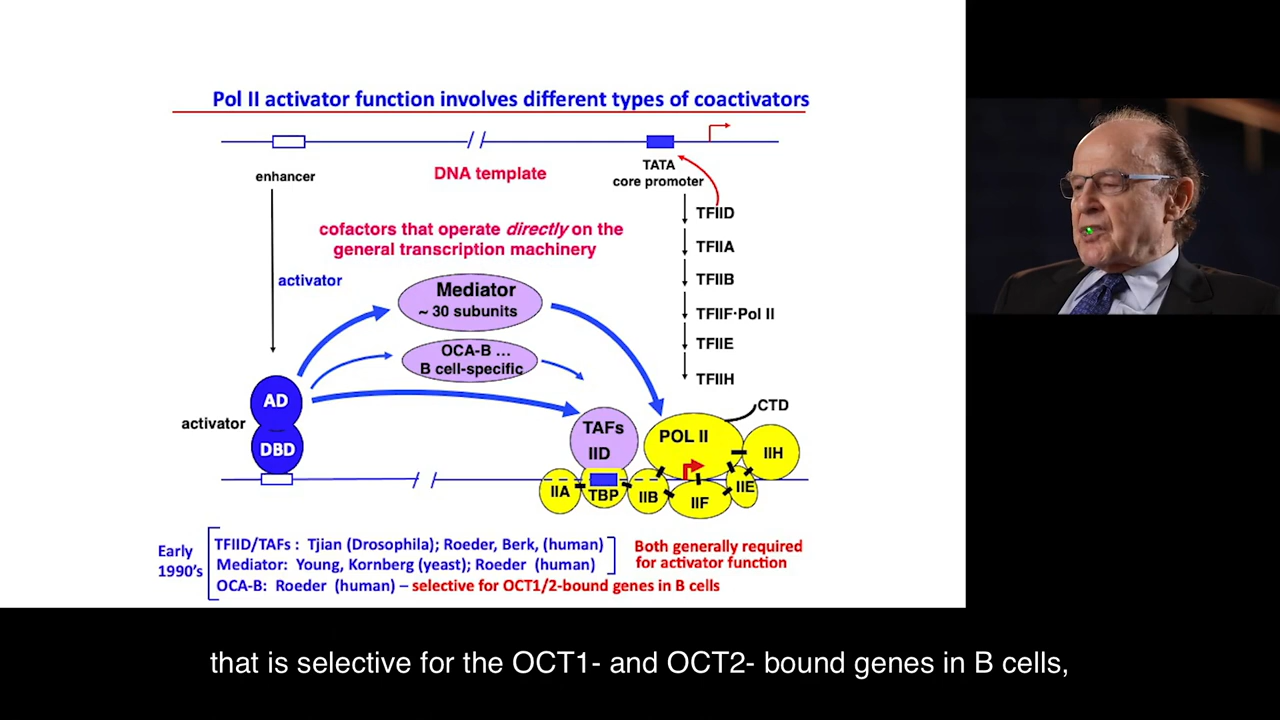 Pol II activator function involves different types of coactivators
enhancer
DNA template
TATA
core promoter
TFIID
TFIIA
TFIIB
TFIIF·Pol II
TFIIE
TFIIH
cofactors that operate directly on the
general transcription machinery
activator
Mediator
~ 30 subunits
OCA-B ...
B cell-specific
activator
AD
DBD
TAFs
IID
POL II
CTD
IIH
IIA
TBP
IIB
IIF
IIE
Early
1990's
TFIID/TAFs : Tjian (Drosophila); Roeder, Berk, (human)
Mediator: Young, Kornberg (yeast); Roeder (human)
OCA-B: Roeder (human) – selective for OCT1/2-bound genes in B cells
Both generally required
for activator function
that is selective for the OCT1- and OCT2- bound genes in B cells,